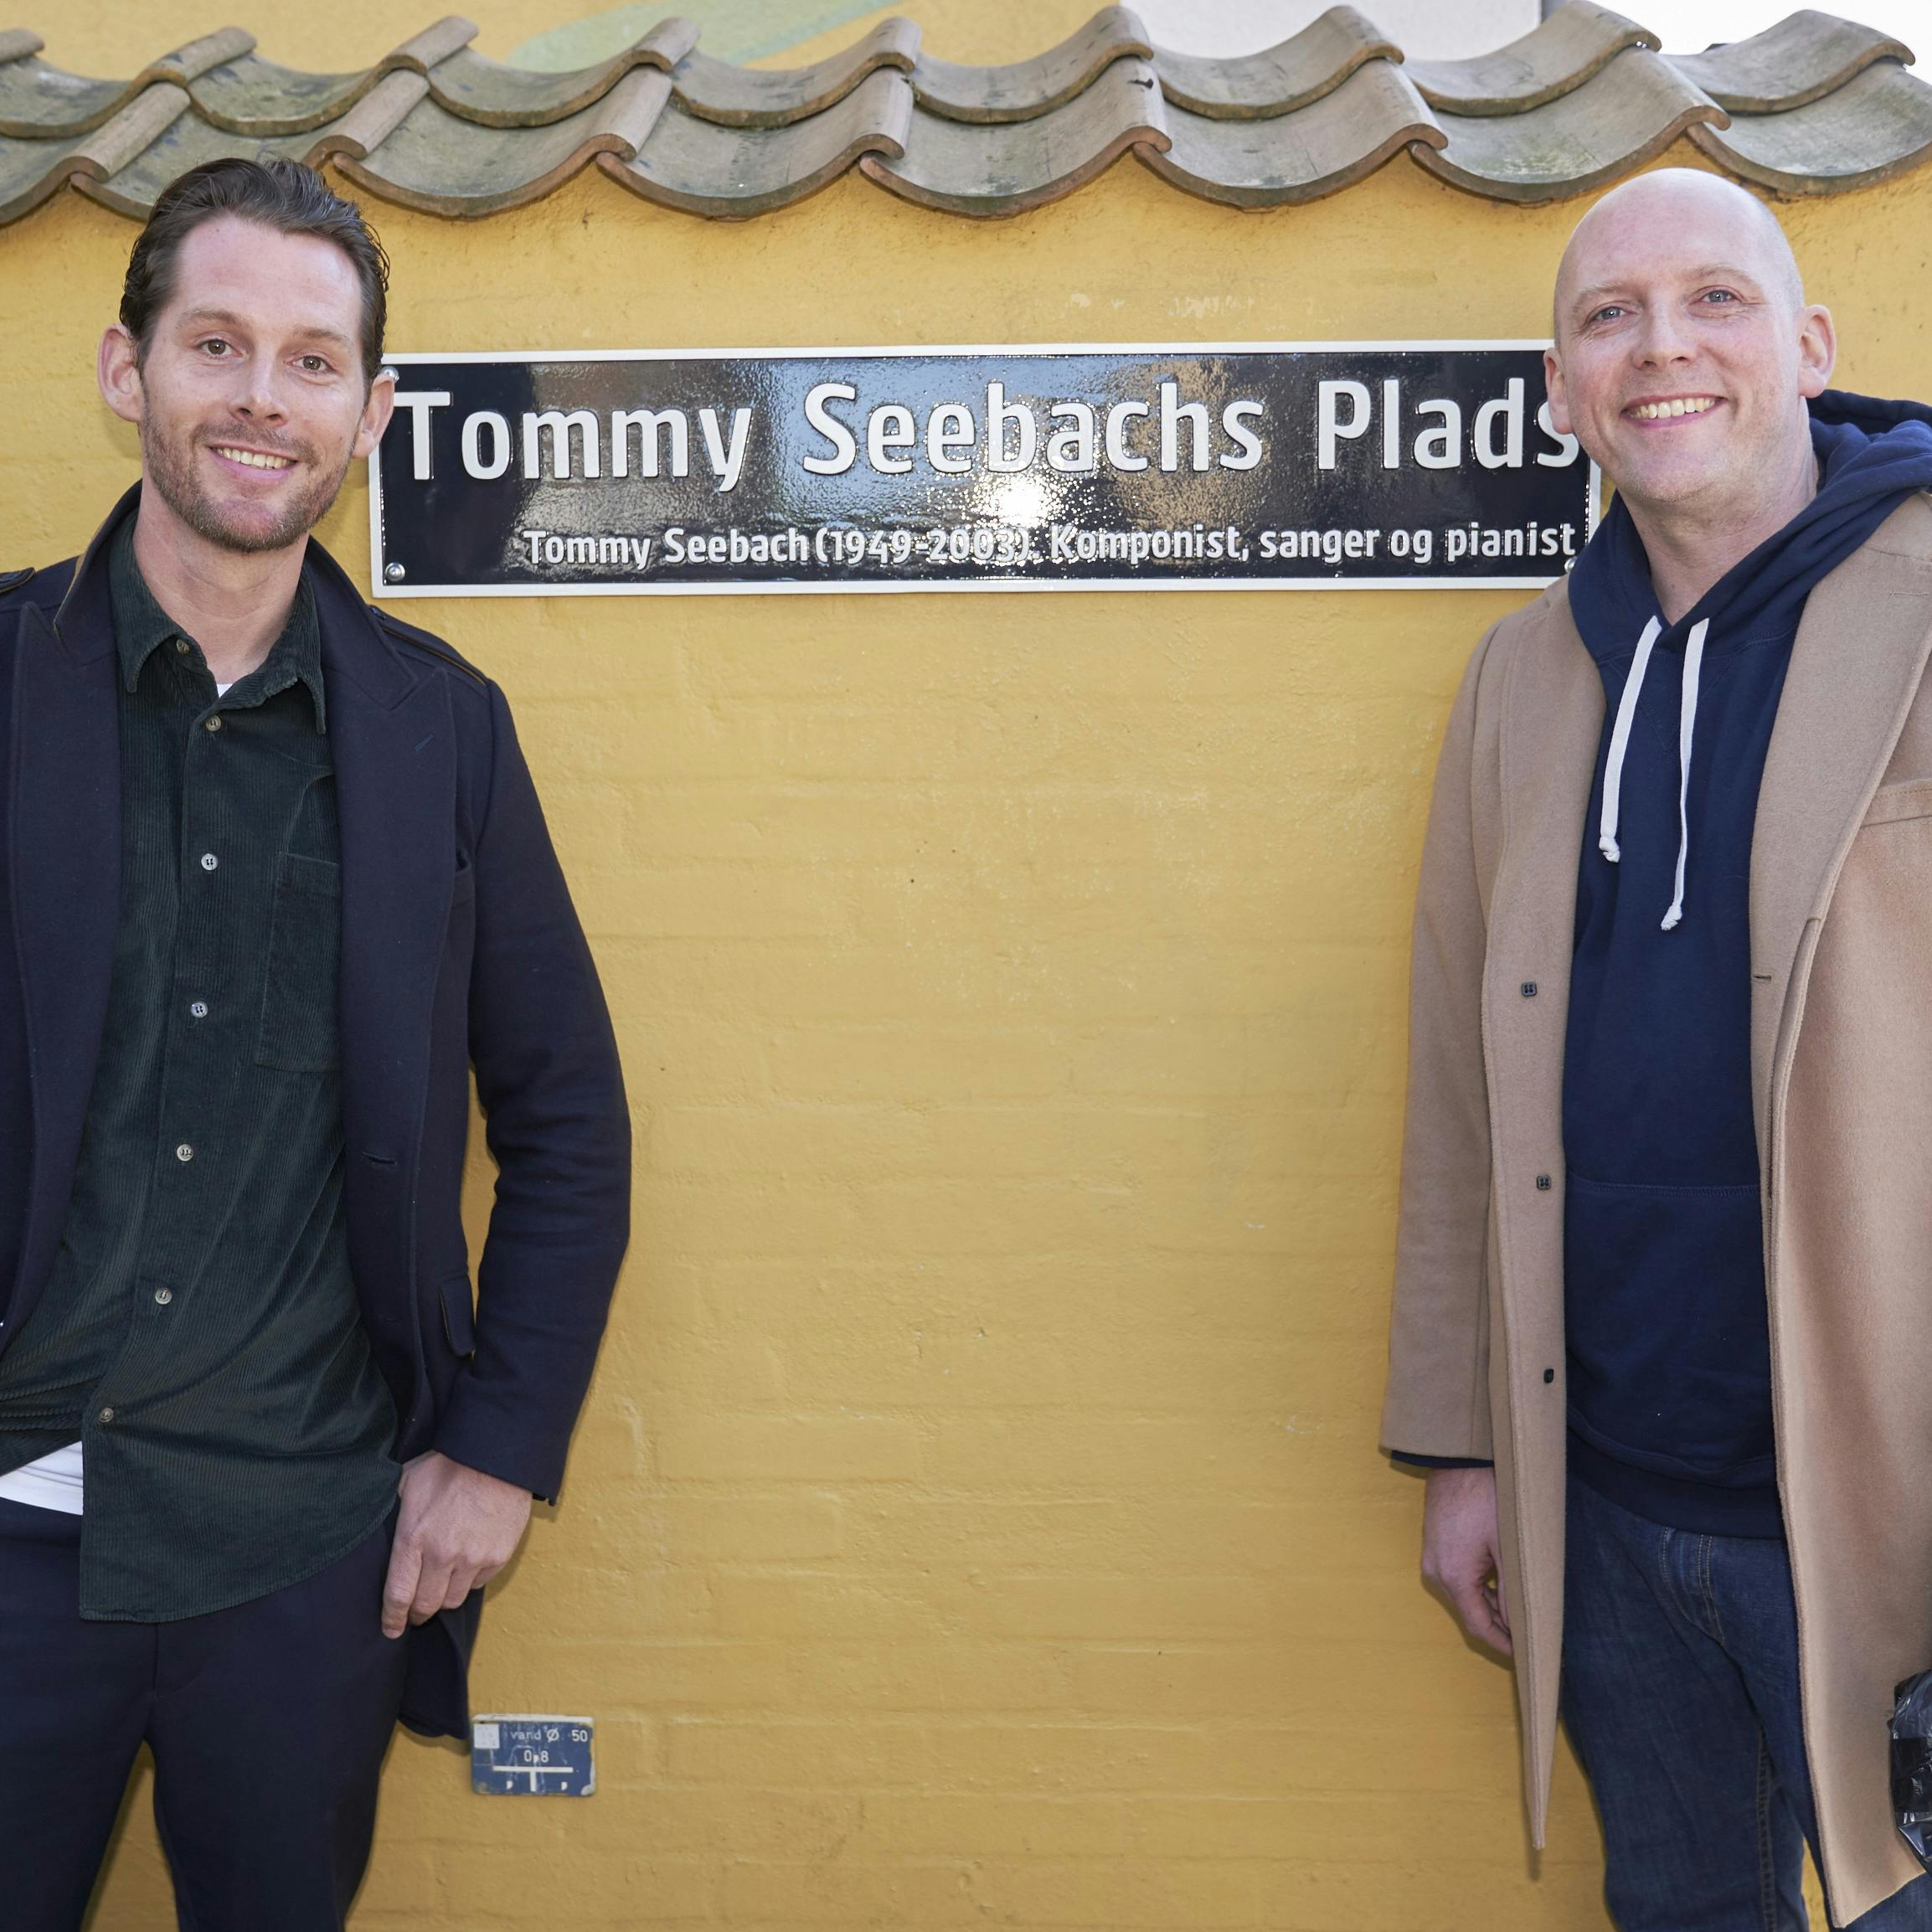 Tommy Seebachs Plads
Tommy Seebach (1949-2003). Komponist, sanger og pianist
vand Ø 50
0,8